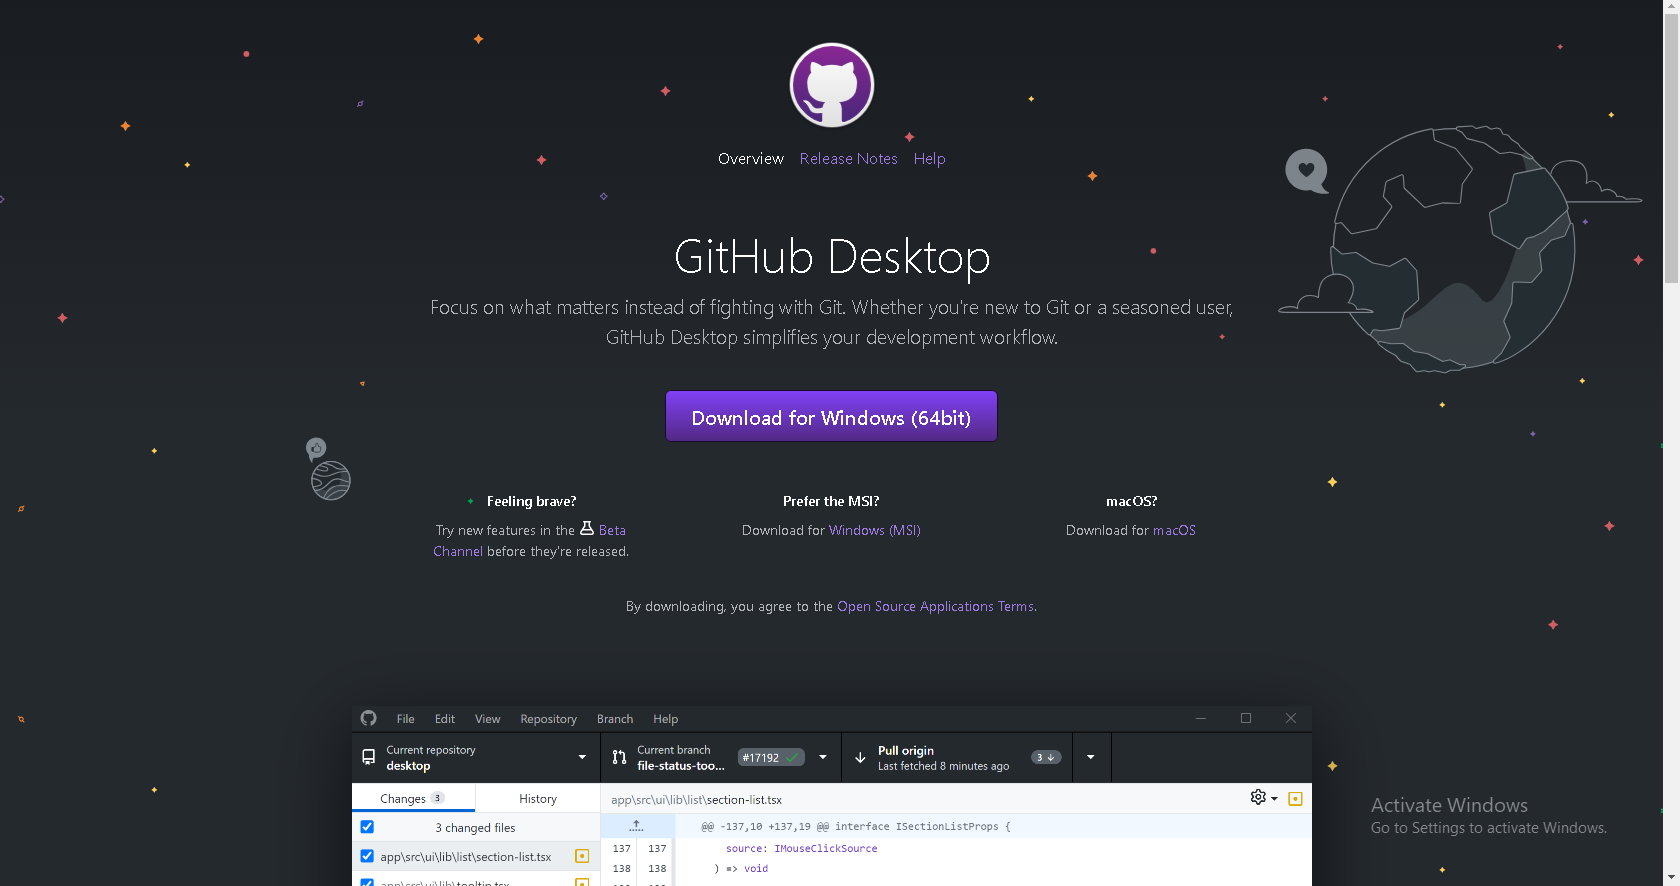 Overview Release Notes Help
GitHub Desktop
Focus on what matters instead of fighting with Git. Whether you're new to Git or a seasoned user,
GitHub Desktop simplifies your development workflow.
Download for Windows (64bit)
Feeling brave?
Try new features in the Beta
Channel before they're released.
Prefer the MSI?
Download for Windows (MSI)
macOS?
Download for macOS
By downloading, you agree to the Open Source Applications Terms.
File Edit View Repository Branch Help
Current repository
desktop
Current branch
file-status-too...
#17192
Pull origin
Last fetched 8 minutes ago
3
Changes 3
History
app\src\ui\lib\list\section-list.tsx
3 changed files
@@ -137,10 +137,19 @@ interface ISectionListProps {
app\src\ui\lib\list\section-list.tsx
137 137 source: IMouseClickSource
138 138 ) => void
app\src\ui\lib\tooltip.tsx
Activate Windows
Go to Settings to activate Windows.